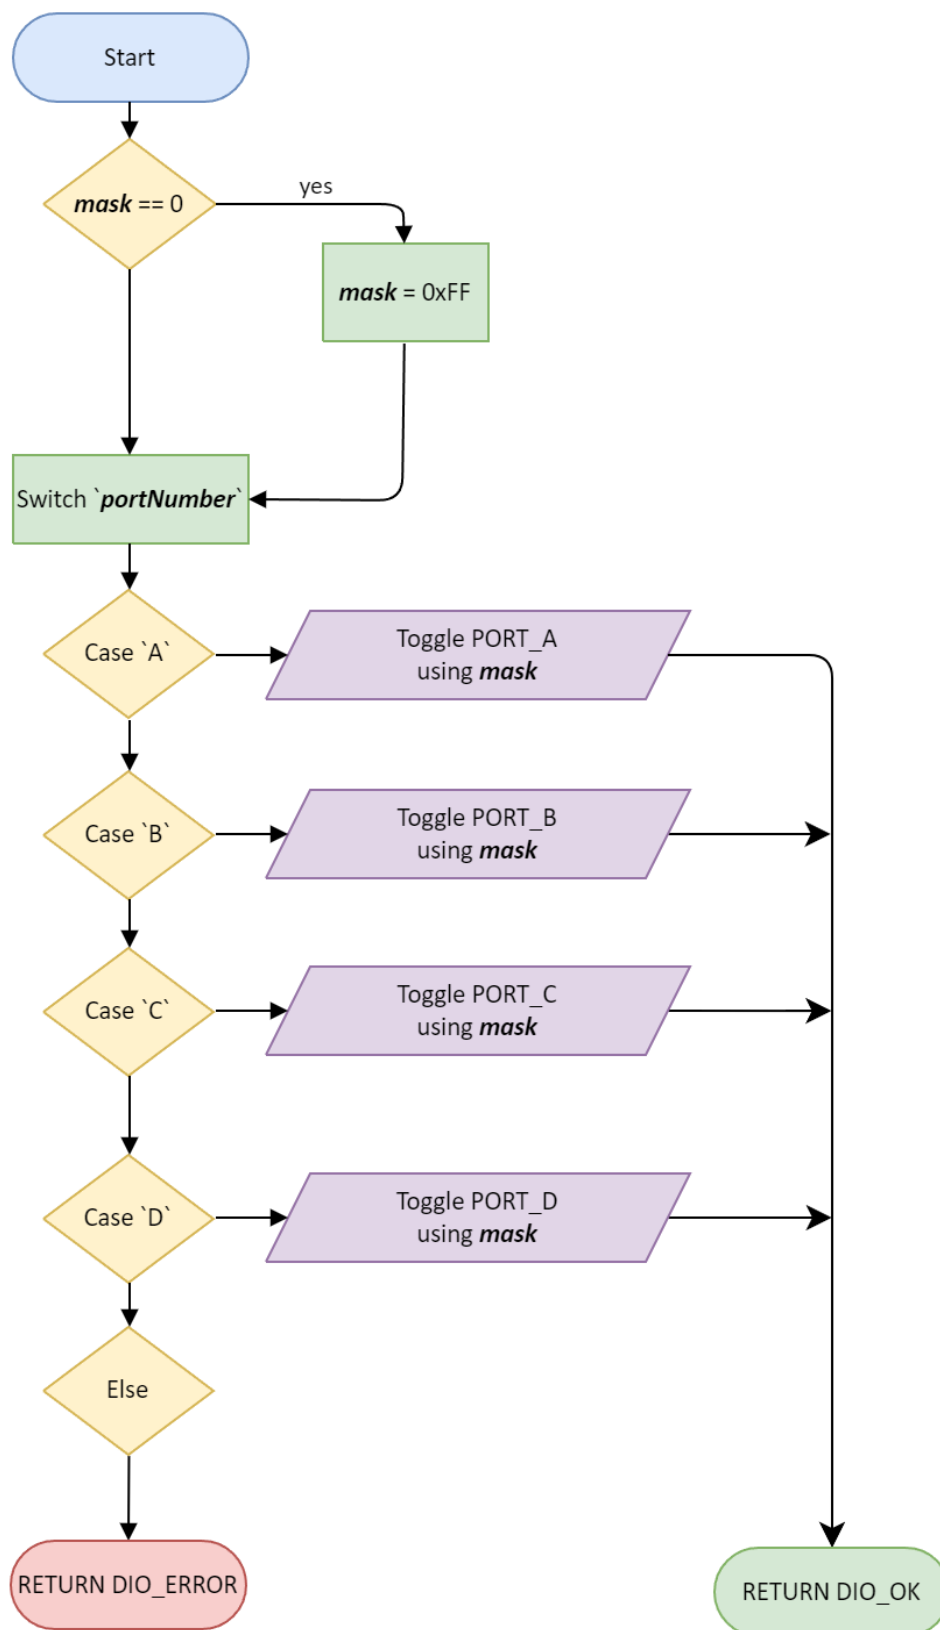 Start
mask == 0
yes
mask = 0xFF
Switch `portNumber`
Case `A`
Toggle PORT_A
using mask
Case `B`
Toggle PORT_B
using mask
Case `C`
Toggle PORT_C
using mask
Case `D`
Toggle PORT_D
using mask
Else
RETURN DIO_ERROR
RETURN DIO_OK